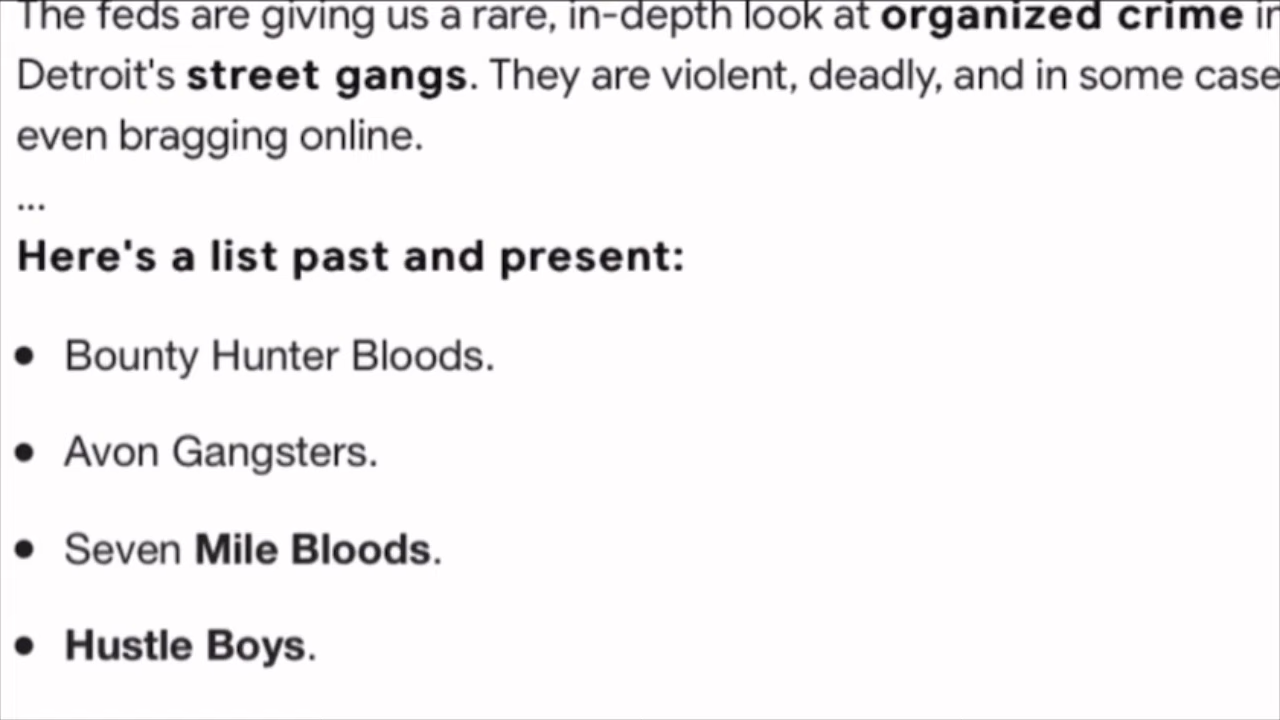 The feds are giving us a rare, in-depth look at organized crime in
Detroit's street gangs. They are violent, deadly, and in some case
even bragging online.
...
Here's a list past and present:
• Bounty Hunter Bloods.
• Avon Gangsters.
• Seven Mile Bloods.
• Hustle Boys.